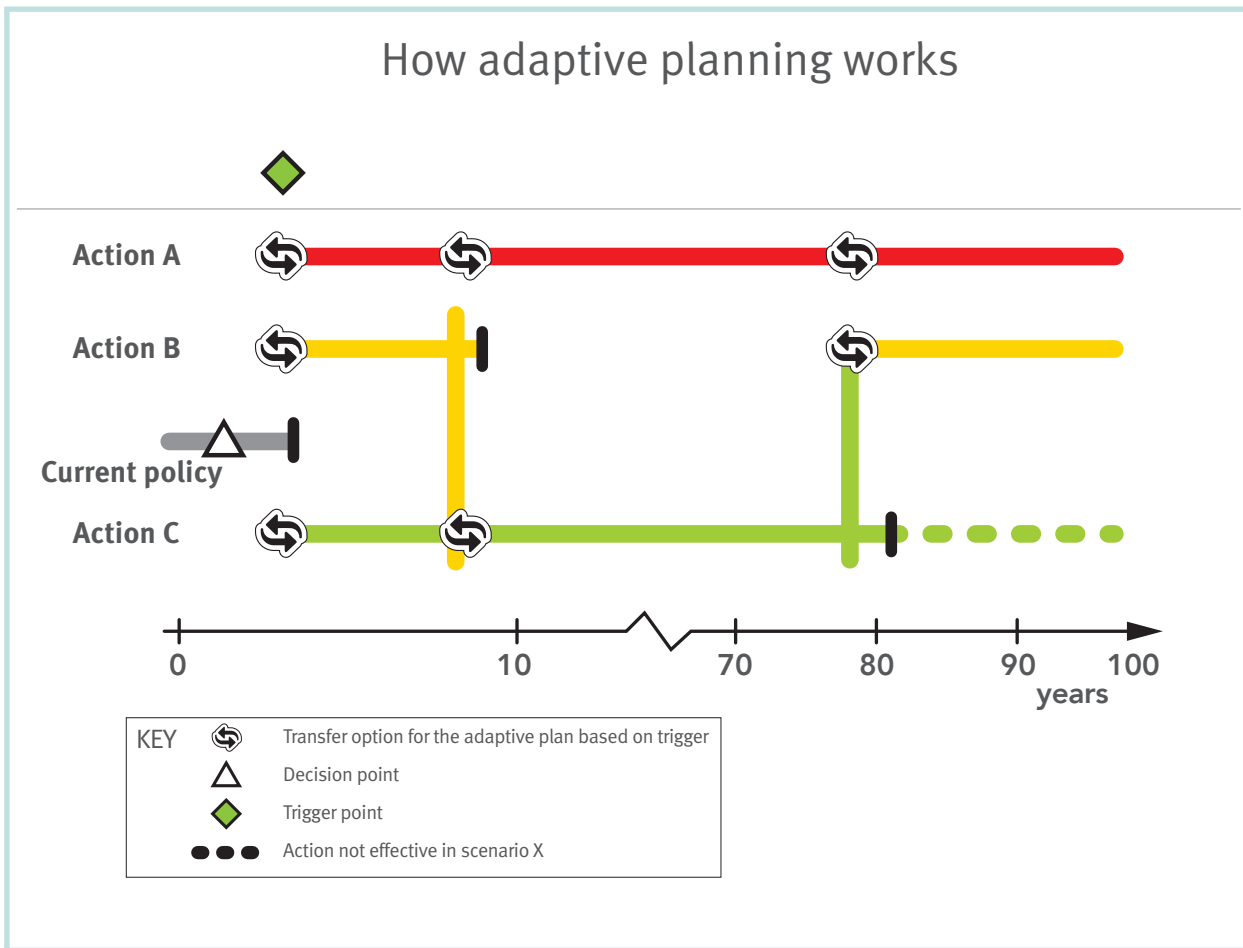 How adaptive planning works
Action A
Action B
Current policy
Action C
0 10 70 80 90 100
years
KEY
Transfer option for the adaptive plan based on trigger
Decision point
Trigger point
Action not effective in scenario X